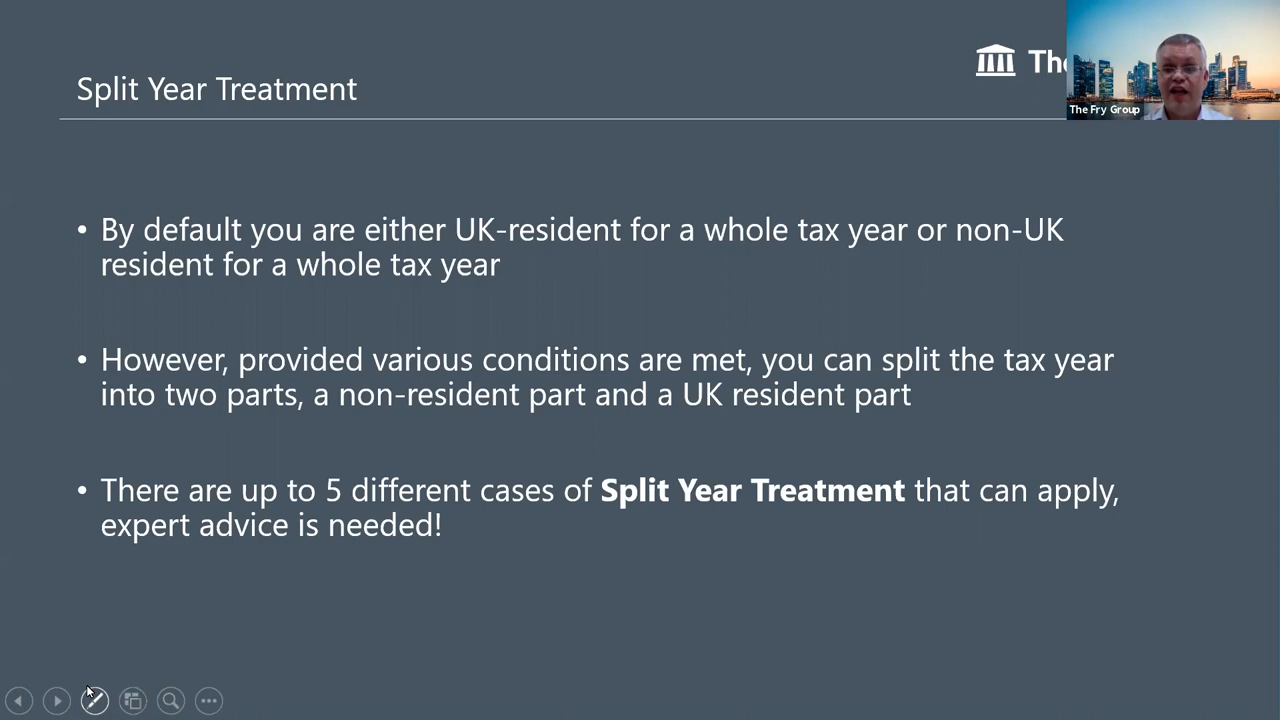 Split Year Treatment
The Fry Group
• By default you are either UK-resident for a whole tax year or non-UK
resident for a whole tax year
• However, provided various conditions are met, you can split the tax year
into two parts, a non-resident part and a UK resident part
• There are up to 5 different cases of Split Year Treatment that can apply,
expert advice is needed!